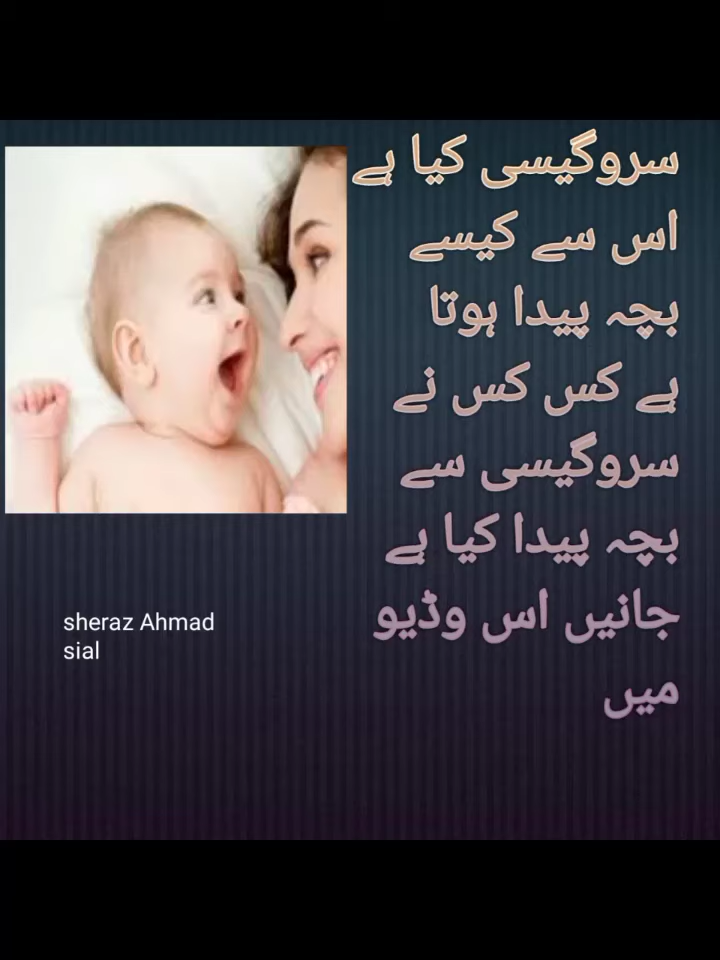 سروگیسی کیا ہے
اس سے کیسے
بچہ پیدا ہوتا
ہے کس کس نے
سروگیسی سے
بچہ پیدا کیا ہے
جانیں اس وڈیو
میں
sheraz Ahmad
sial